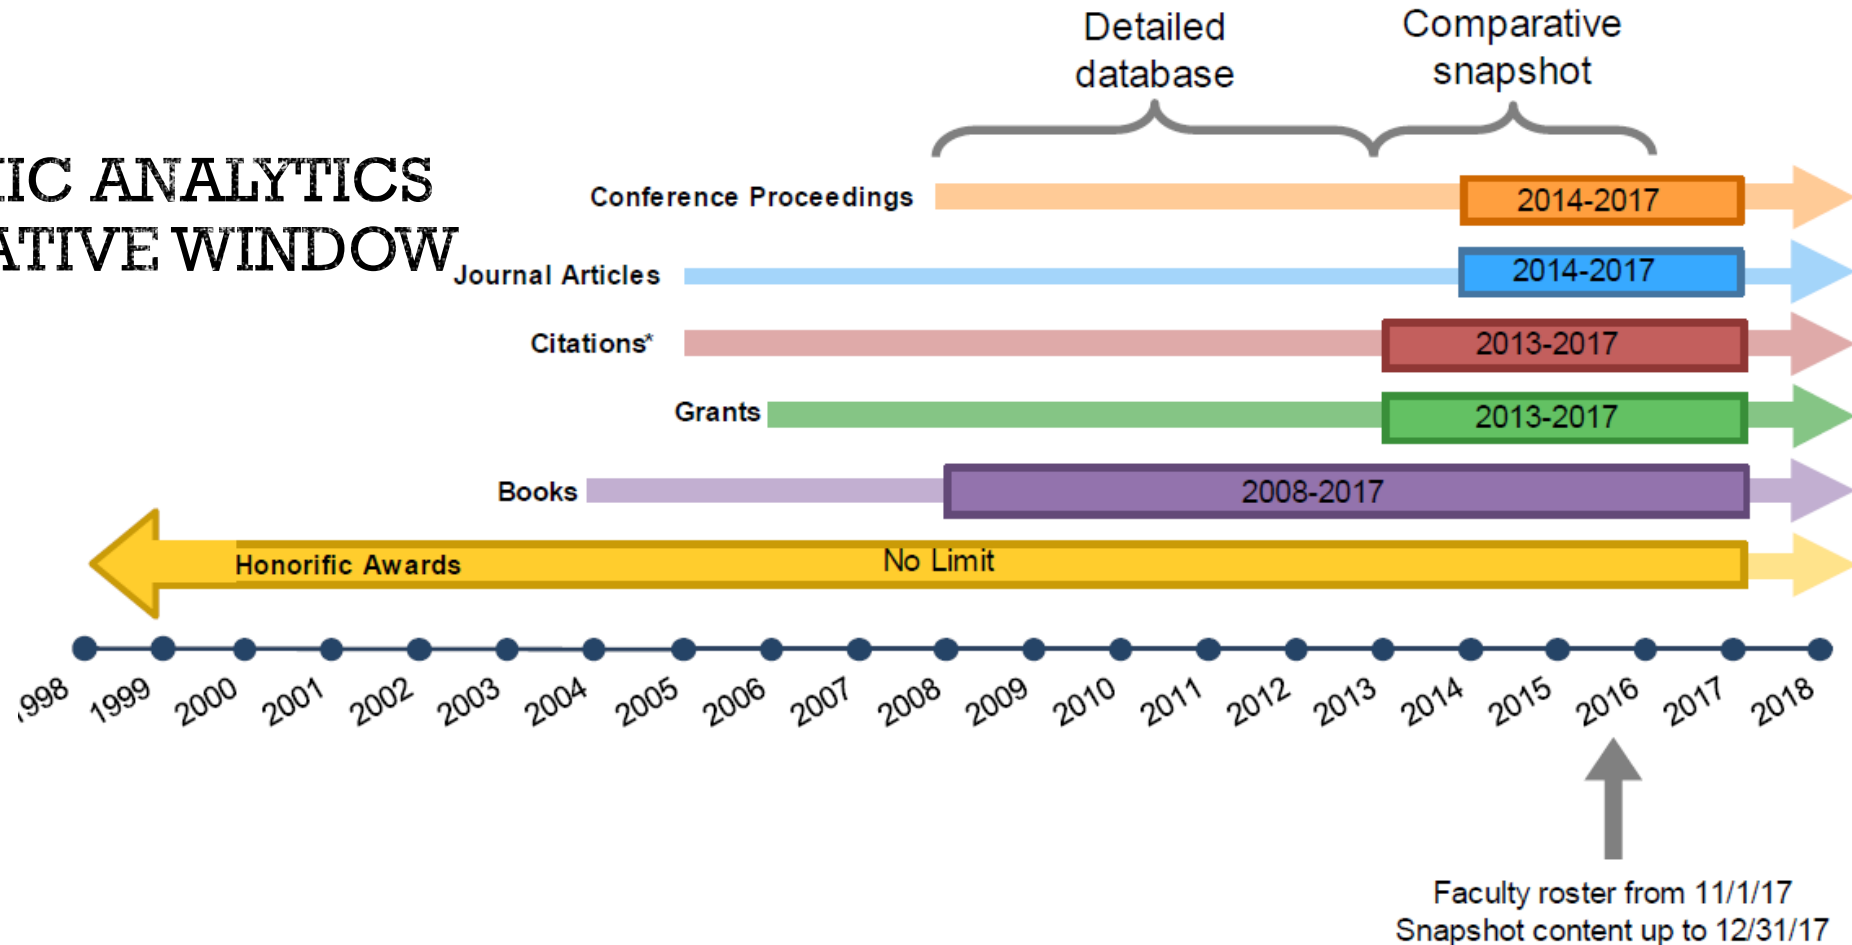 Detailed
database
Comparative
snapshot
IC ANALYTICS
ATIVE WINDOW
Conference Proceedings
2014-2017
Journal Articles
2014-2017
Citations*
2013-2017
Grants
2013-2017
Books
2008-2017
Honorific Awards
No Limit
1998 1999 2000 2001 2002 2003 2004 2005 2006 2007 2008 2009 2010 2011 2012 2013 2014 2015 2016 2017 2018
Faculty roster from 11/1/17
Snapshot content up to 12/31/17